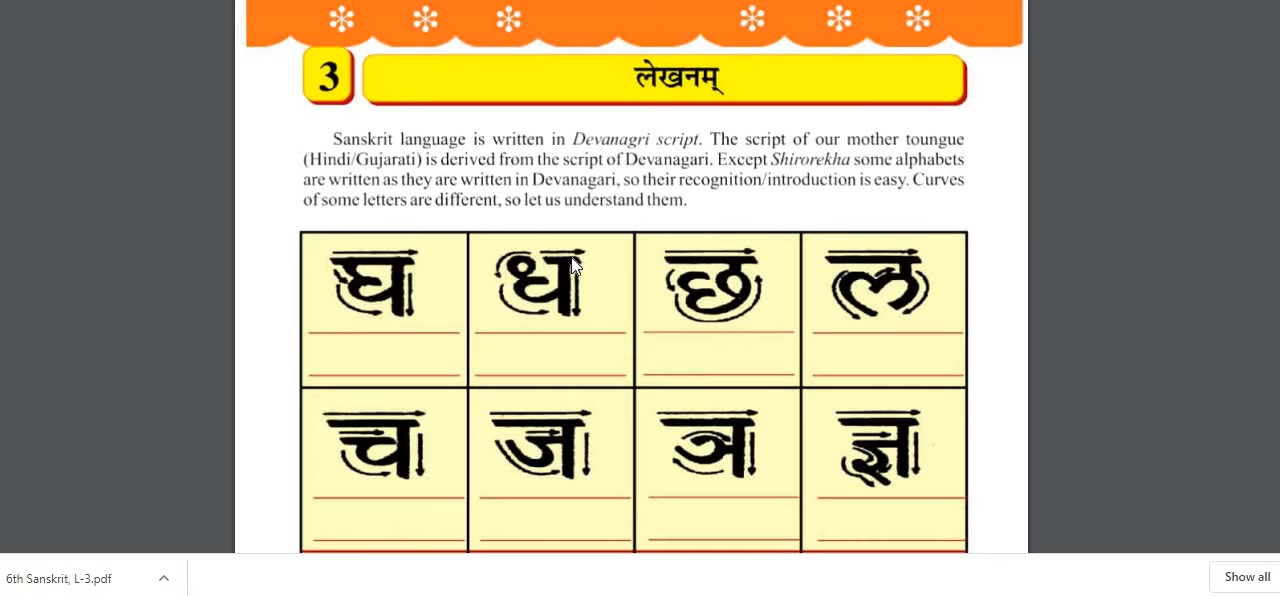 3
लेखनम्
Sanskrit language is written in Devanagri script. The script of our mother toungue
(Hindi/Gujarati) is derived from the script of Devanagari. Except Shirorekha some alphabets
are written as they are written in Devanagari, so their recognition/introduction is easy. Curves
of some letters are different, so let us understand them.
घ ध छ ल
च ज ञ ज्ञ
6th Sanskrit, L-3.pdf
Show all